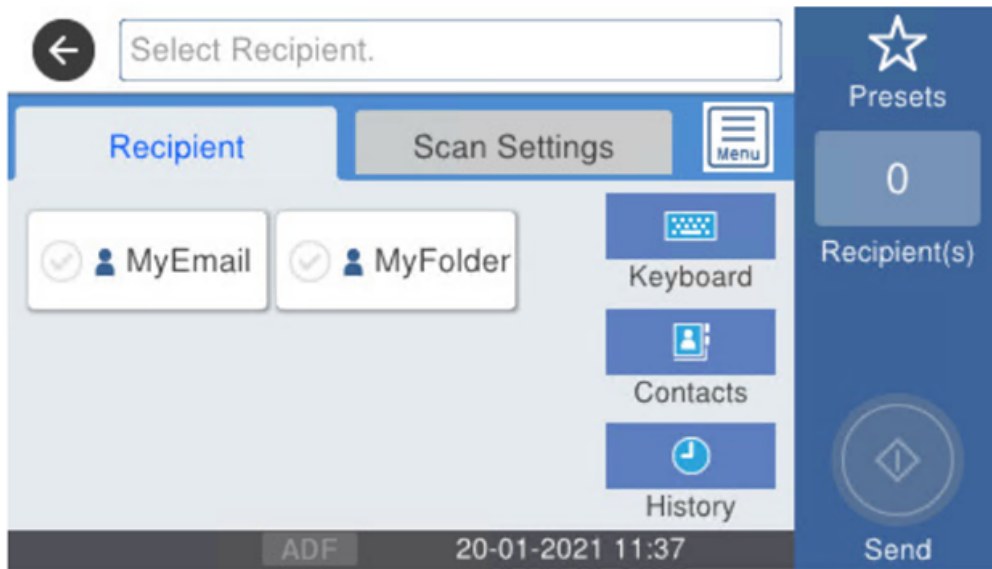 Select Recipient.
Presets
Recipient
Scan Settings
Menu
0
Recipient(s)
MyEmail
MyFolder
Keyboard
Contacts
History
ADF
20-01-2021 11:37
Send